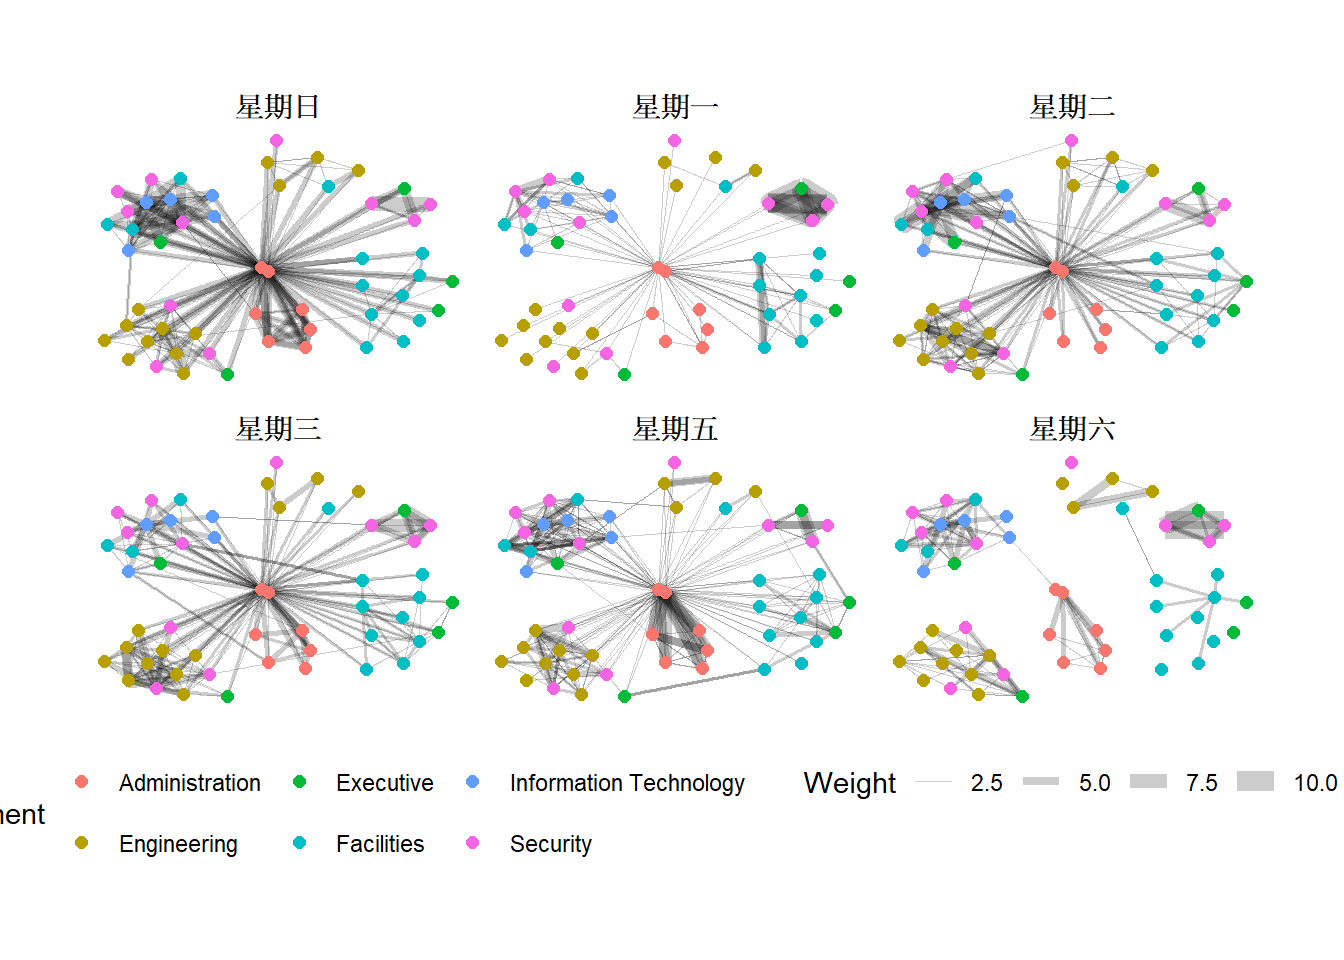 星期日 星期一 星期二
星期三 星期五 星期六
Administration Executive Information Technology Weight 2.5 5.0 7.5 10.0
Engineering Facilities Security